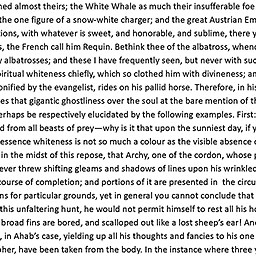 ned almost theirs; the White Whale as much their insufferable foe
the one figure of a snow-white charger; and the great Austrian Em
tions, with whatever is sweet, and honorable, and sublime, there y
s, the French call him Requin. Bethink thee of the albatross, when
y albatrosses; and these I have frequently seen, but never with suc
iritual whiteness chiefly, which so clothed him with divineness; an
onified by the evangelist, rides on his pallid horse. Therefore, in his
es that gigantic ghostliness over the soul at the bare mention of th
erhaps be respectively elucidated by the following examples. First:
d from all beasts of prey—why is it that upon the sunniest day, if y
essence whiteness is not so much a colour as the visible absence o
in the midst of this repose, that Archy, one of the cordon, whose p
ever threw shifting gleams and shadows of lines upon his wrinkled
course of completion; and portions of it are presented in the circu
ns for particular grounds, yet in general you cannot conclude that
this unfaltering hunt, he would not permit himself to rest all his h
broad fins are bored, and scalloped out like a lost sheep's ear! And
, in Ahab's case, yielding up all his thoughts and fancies to his one
pher, have been taken from the body. In the instance where three y